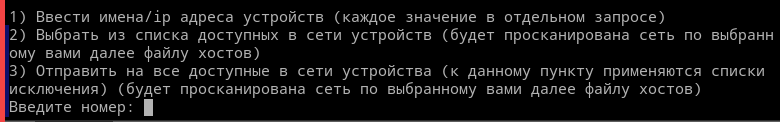 1) Ввести имена/ip адреса устройств (каждое значение в отдельном запросе)
2) Выбрать из списка доступных в сети устройств (будет просканирована сеть по выбранн
ому вами далее файлу хостов)
3) Отправить на все доступные в сети устройства (к данному пункту применяются списки
исключения) (будет просканирована сеть по выбранному вами далее файлу хостов)
Введите номер: